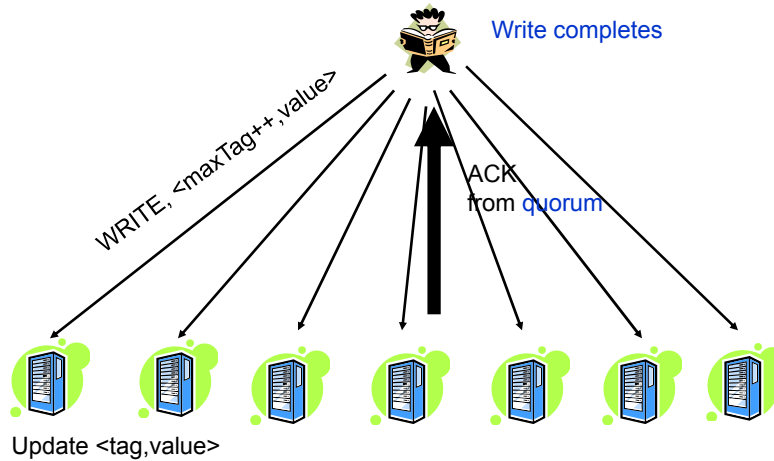 Write completes
WRITE, <maxTag++,value>
ACK
from quorum
Update <tag,value>